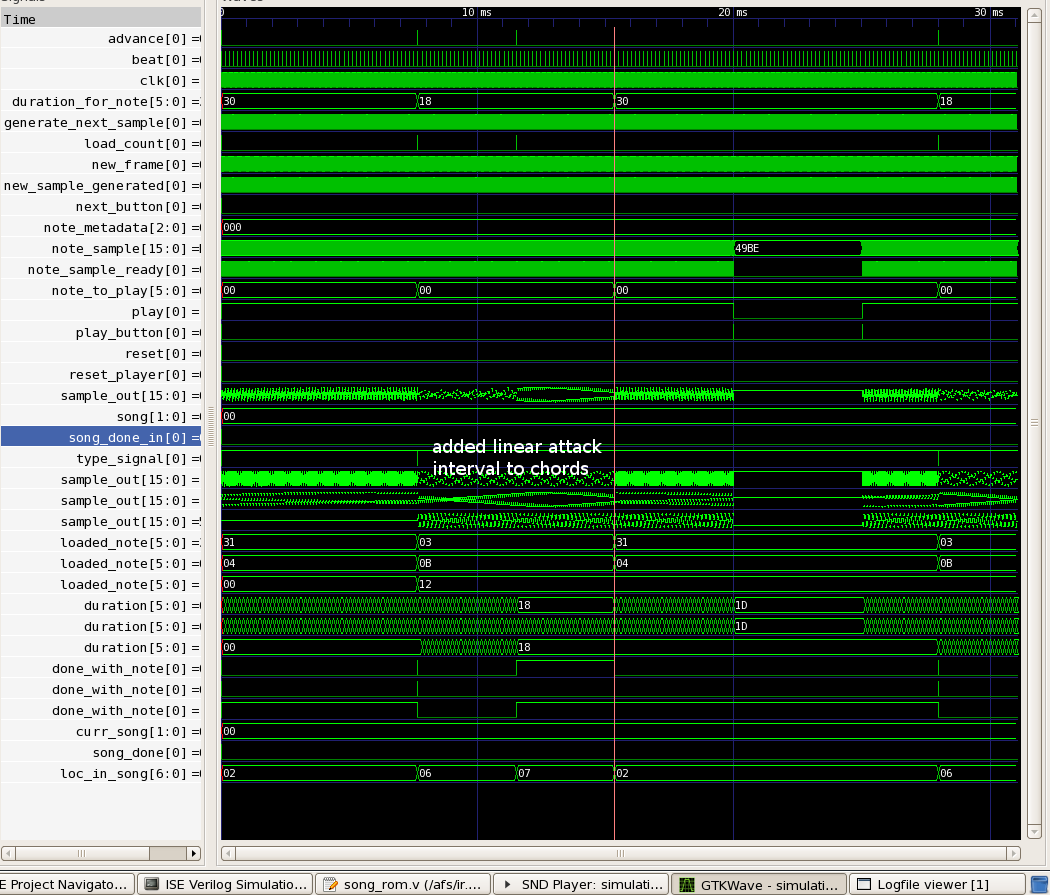 Time
10 ms
20 ms
30 ms
advance[0]
beat[0]
clk[0] =
duration_for_note[5:0]
30
18
30
18
generate_next_sample[0]
load_count[0]
new_frame[0]
new_sample_generated[0]
next_button[0]
note_metadata[2:0]
000
note_sample[15:0]
49BE
note_sample_ready[0]
note_to_play[5:0]
00
00
00
00
play[0] =
play_button[0]
reset[0]
reset_player[0]
sample_out[15:0]
song[1:0]
00
song_done_in[0]
added linear attack
interval to chords
type_signal[0]
sample_out[15:0]
sample_out[15:0]
sample_out[15:0]
loaded_note[5:0]
31
03
31
03
loaded_note[5:0]
04
0B
04
0B
loaded_note[5:0] =
00
12
duration[5:0] =
18
1D
duration[5:0] =
1D
duration[5:0] =
00
18
done_with_note[0]
done_with_note[0]
done_with_note[0] =
curr_song[1:0]
00
song_done[0]
loc_in_song[6:0]
02
06
07
02
06
E Project Navigato...
ISE Verilog Simulatio...
song_rom.v (/afs/ir....
SND Player: simulati...
GTKWave - simulati...
Logfile viewer [1]